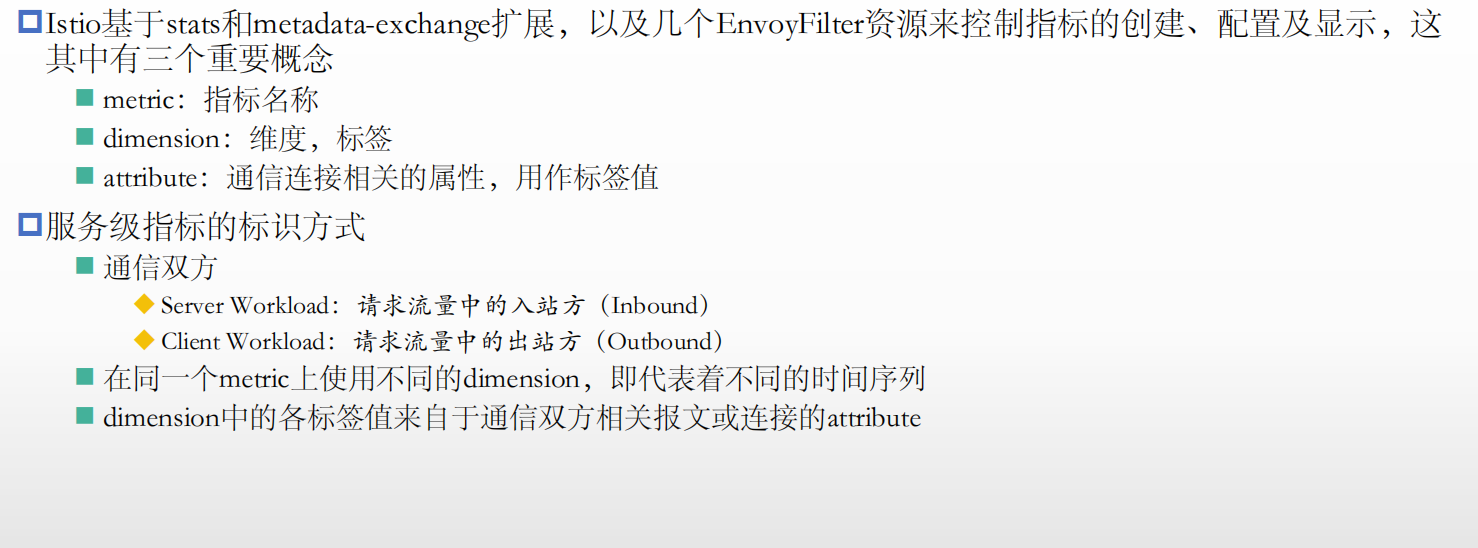 Istio基于stats和metadata-exchange扩展，以及几个EnvoyFilter资源来控制指标的创建、配置及显示，这
其中有三个重要概念
metric：指标名称
dimension：维度，标签
attribute：通信连接相关的属性，用作标签值
服务级指标的标识方式
通信双方
Server Workload：请求流量中的入站方（Inbound）
Client Workload：请求流量中的出站方（Outbound）
在同一个metric上使用不同的dimension，即代表着不同的时间序列
dimension中的各标签值来自于通信双方相关报文或连接的attribute